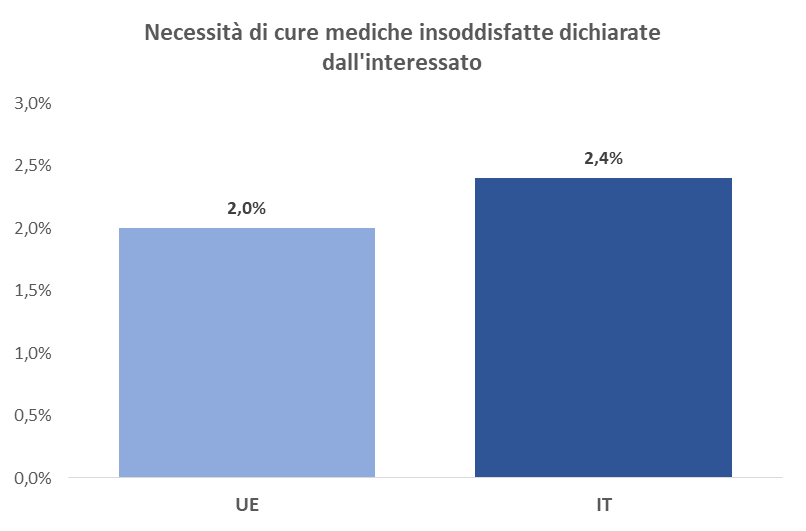 Necessità di cure mediche insoddisfatte dichiarate
dall'interessato
3,0%
2,5%
2,0%
1,5%
1,0%
0,5%
0,0%
2,0%
2,4%
UE
IT